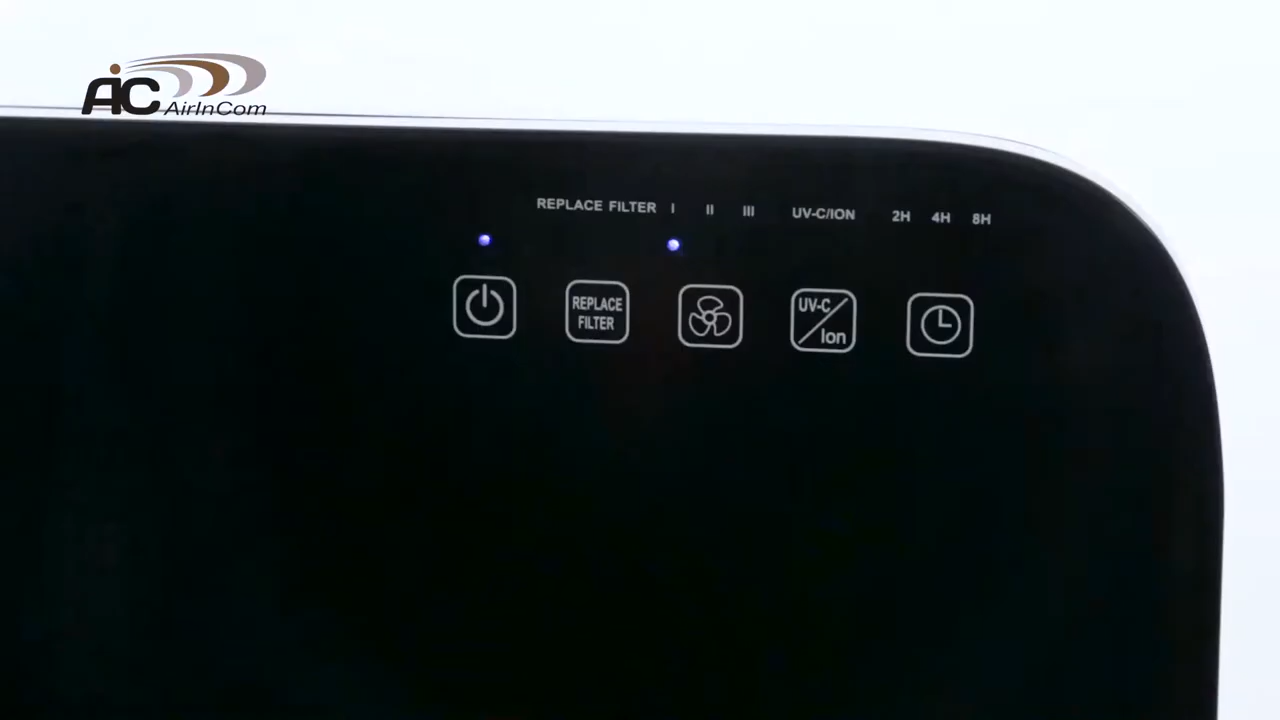 AIC
AirInCom
REPLACE FILTER I II III UV-C/ION 2H 4H 8H
REPLACE
FILTER
UV-C
Ion